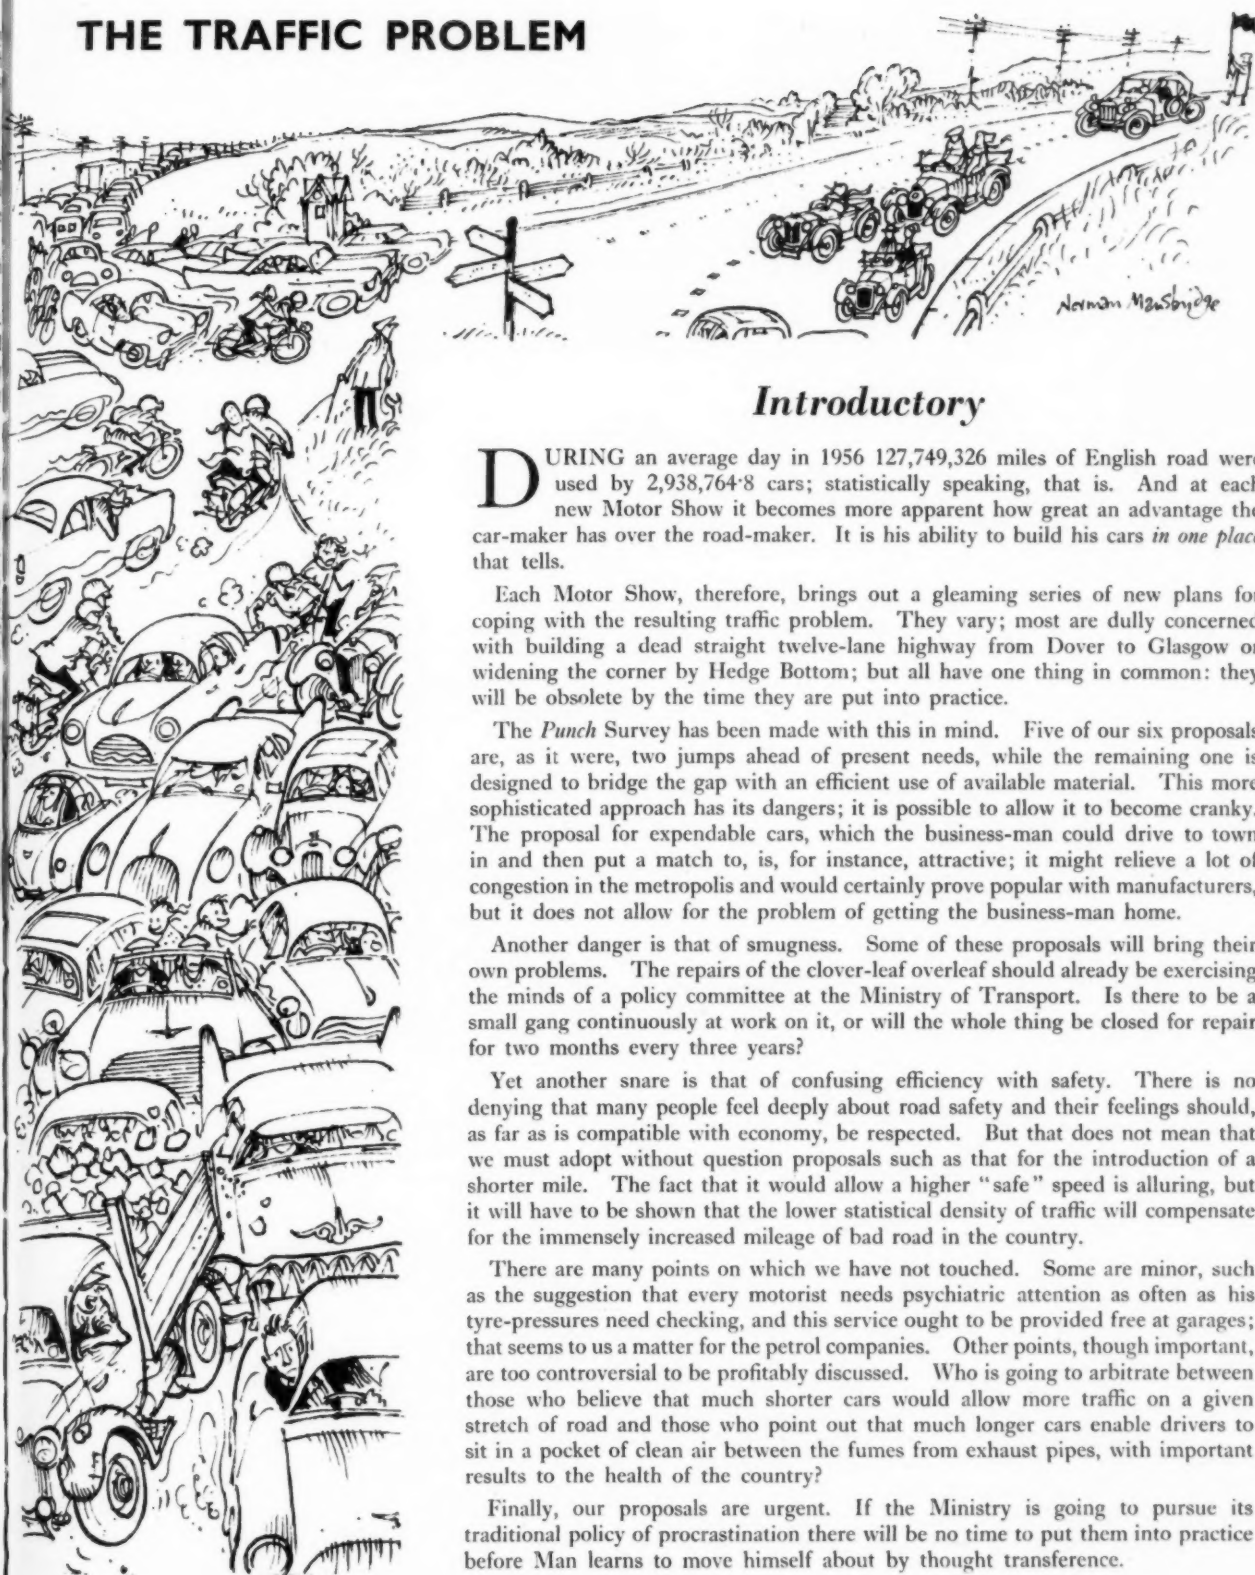 THE TRAFFIC PROBLEM
Norman Mansbridge
Introductory
DURING an average day in 1956 127,749,326 miles of English road were
used by 2,938,764·8 cars; statistically speaking, that is. And at each
new Motor Show it becomes more apparent how great an advantage the
car-maker has over the road-maker. It is his ability to build his cars in one place
that tells.
Each Motor Show, therefore, brings out a gleaming series of new plans for
coping with the resulting traffic problem. They vary; most are dully concerned
with building a dead straight twelve-lane highway from Dover to Glasgow or
widening the corner by Hedge Bottom; but all have one thing in common: they
will be obsolete by the time they are put into practice.
The Punch Survey has been made with this in mind. Five of our six proposals
are, as it were, two jumps ahead of present needs, while the remaining one is
designed to bridge the gap with an efficient use of available material. This more
sophisticated approach has its dangers; it is possible to allow it to become cranky.
The proposal for expendable cars, which the business-man could drive to town
in and then put a match to, is, for instance, attractive; it might relieve a lot of
congestion in the metropolis and would certainly prove popular with manufacturers,
but it does not allow for the problem of getting the business-man home.
Another danger is that of smugness. Some of these proposals will bring their
own problems. The repairs of the clover-leaf overleaf should already be exercising
the minds of a policy committee at the Ministry of Transport. Is there to be a
small gang continuously at work on it, or will the whole thing be closed for repair
for two months every three years?
Yet another snare is that of confusing efficiency with safety. There is no
denying that many people feel deeply about road safety and their feelings should,
as far as is compatible with economy, be respected. But that does not mean that
we must adopt without question proposals such as that for the introduction of a
shorter mile. The fact that it would allow a higher "safe" speed is alluring, but
it will have to be shown that the lower statistical density of traffic will compensate
for the immensely increased mileage of bad road in the country.
There are many points on which we have not touched. Some are minor, such
as the suggestion that every motorist needs psychiatric attention as often as his
tyre-pressures need checking, and this service ought to be provided free at garages;
that seems to us a matter for the petrol companies. Other points, though important,
are too controversial to be profitably discussed. Who is going to arbitrate between
those who believe that much shorter cars would allow more traffic on a given
stretch of road and those who point out that much longer cars enable drivers to
sit in a pocket of clean air between the fumes from exhaust pipes, with important
results to the health of the country?
Finally, our proposals are urgent. If the Ministry is going to pursue its
traditional policy of procrastination there will be no time to put them into practice
before Man learns to move himself about by thought transference.